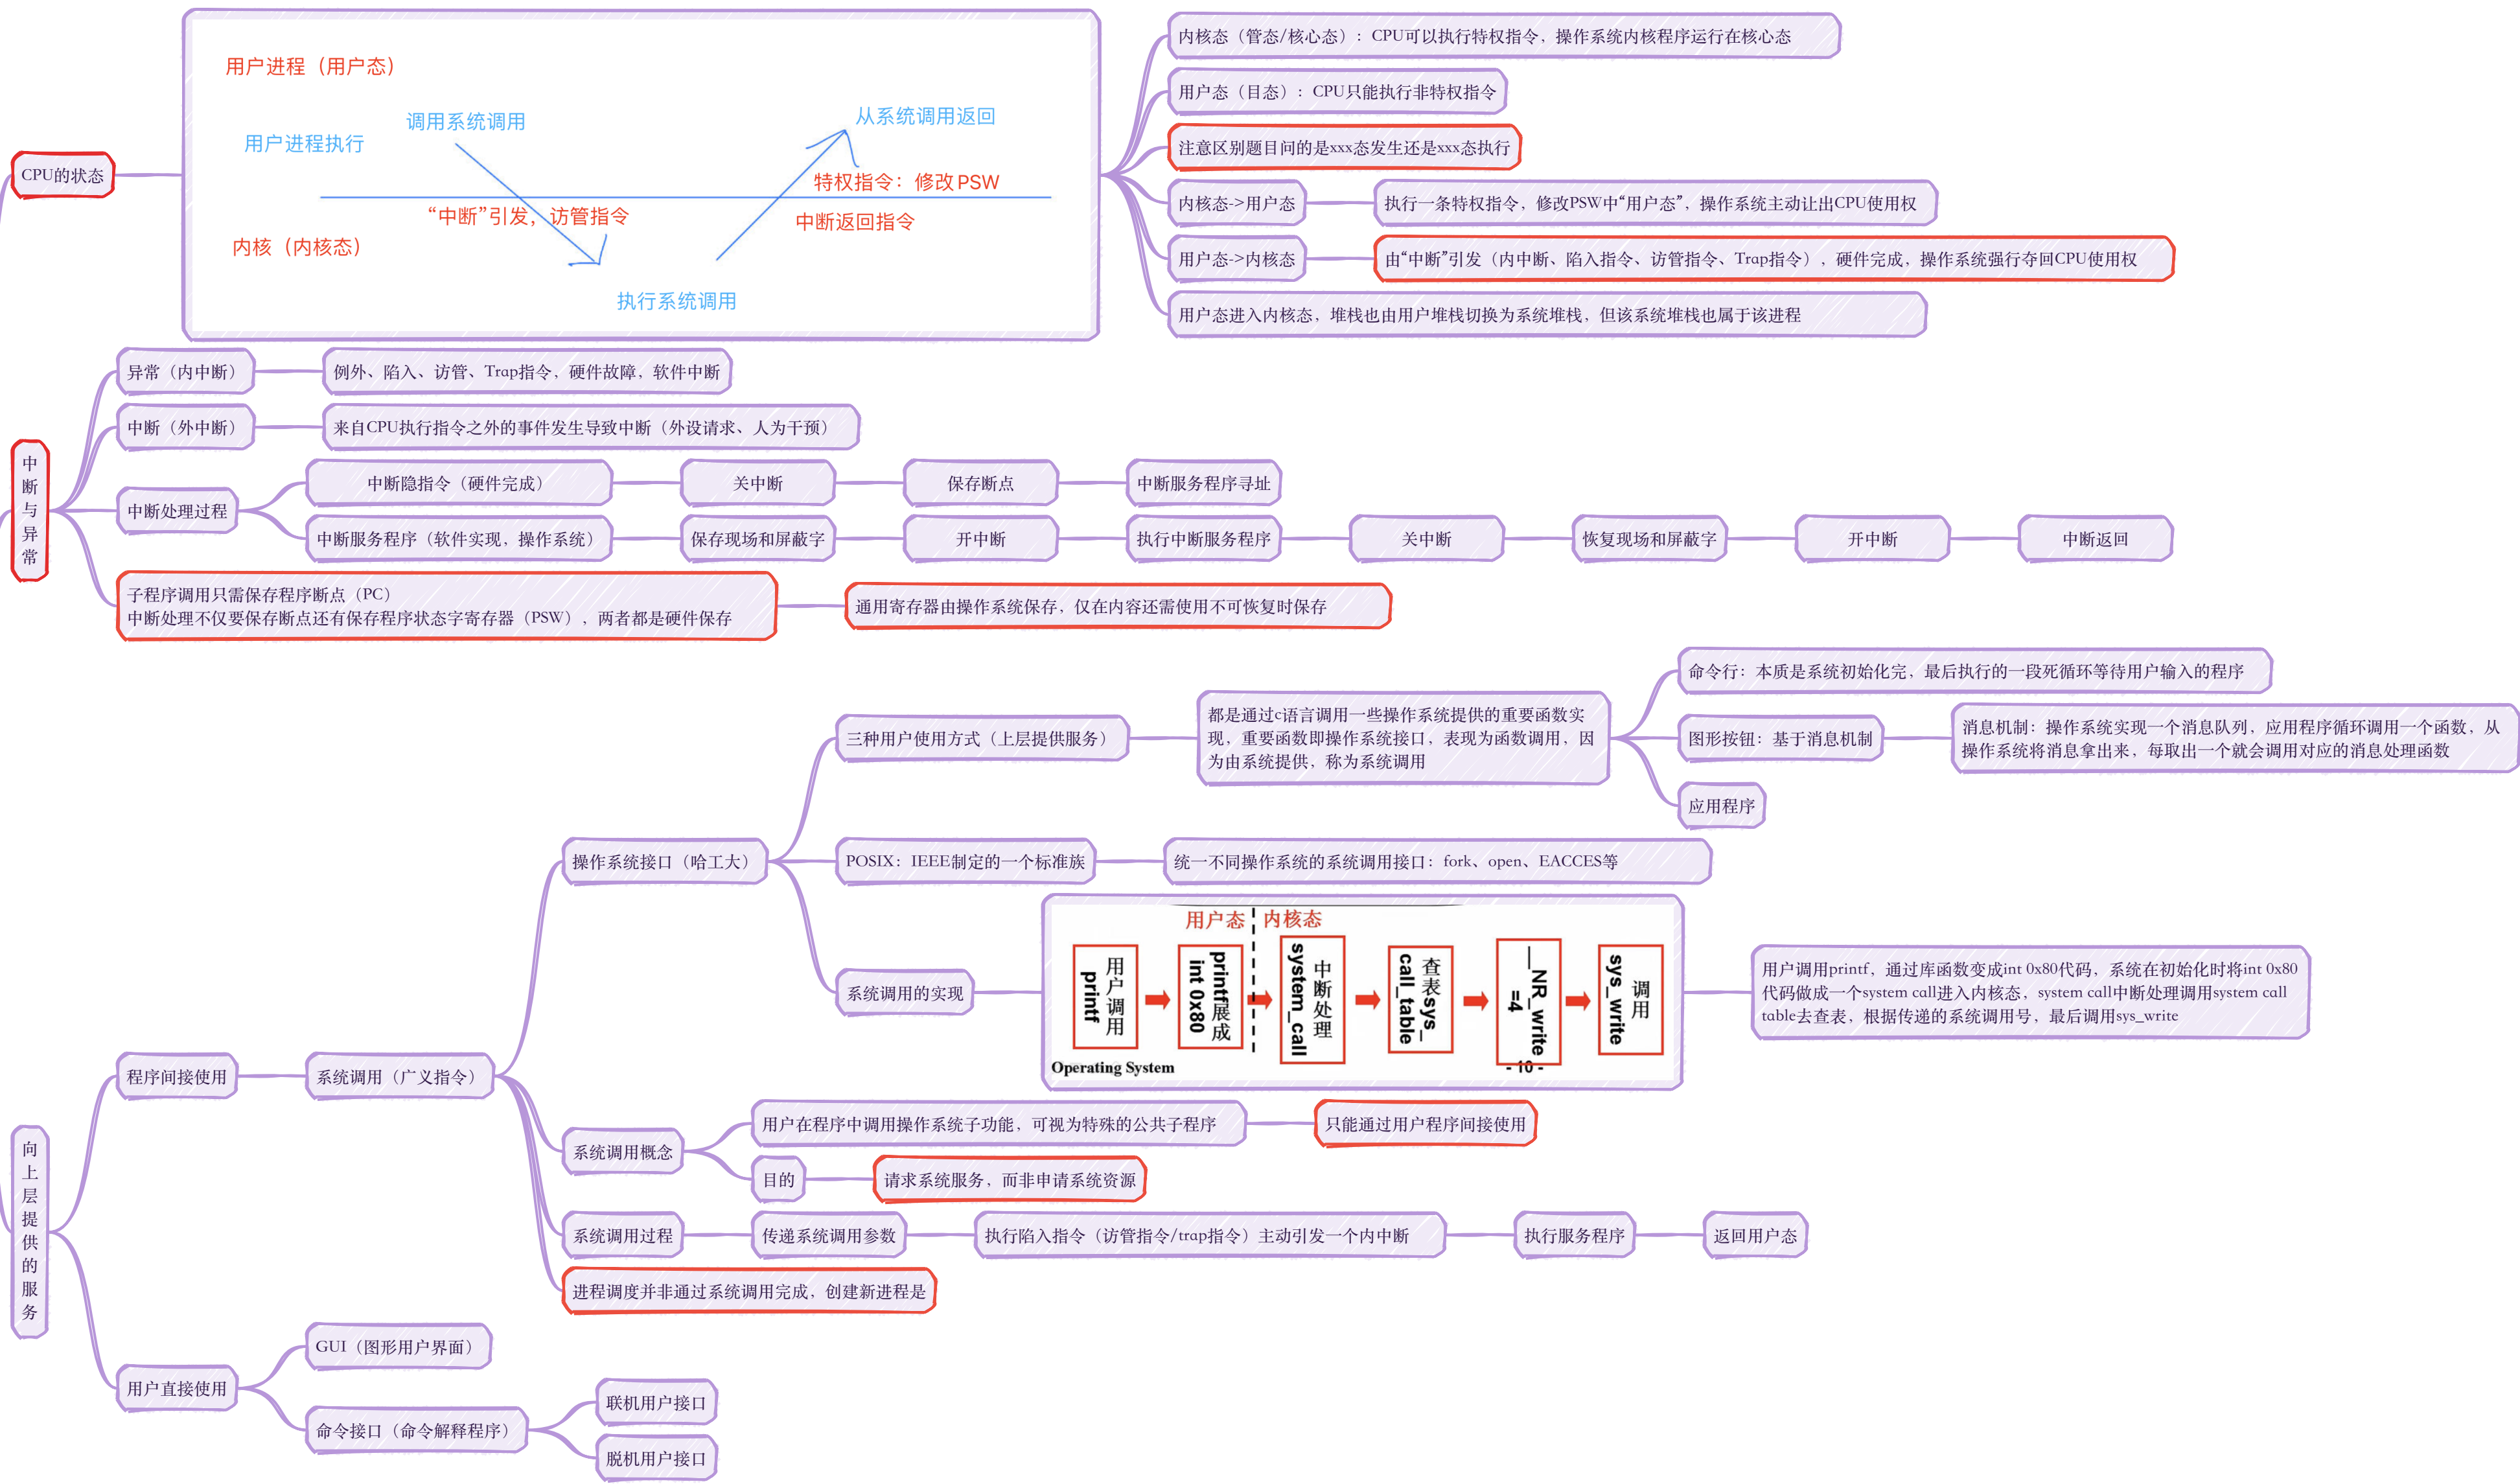 CPU的状态
用户进程（用户态）
调用系统调用
从系统调用返回
用户进程执行
特权指令：修改PSW
“中断”引发，访管指令
中断返回指令
内核（内核态）
执行系统调用
内核态（管态/核心态）：CPU可以执行特权指令，操作系统内核程序运行在核心态
用户态（目态）：CPU只能执行非特权指令
注意区别题目问的是xxx态发生还是xxx态执行
内核态->用户态
执行一条特权指令，修改PSW中“用户态”，操作系统主动让出CPU使用权
用户态->内核态
由“中断”引发（内中断、陷入指令、访管指令、Trap指令），硬件完成，操作系统强行夺回CPU使用权
用户态进入内核态，堆栈也由用户堆栈切换为系统堆栈，但该系统堆栈也属于该进程
中断与异常
异常（内中断）
例外、陷入、访管、Trap指令，硬件故障，软件中断
中断（外中断）
来自CPU执行指令之外的事件发生导致中断（外设请求、人为干预）
中断处理过程
中断隐指令（硬件完成）
关中断
保存断点
中断服务程序寻址
中断服务程序（软件实现，操作系统）
保存现场和屏蔽字
开中断
执行中断服务程序
关中断
恢复现场和屏蔽字
开中断
中断返回
子程序调用只需保存程序断点（PC）
中断处理不仅要保存断点还有保存程序状态字寄存器（PSW），两者都是硬件保存
通用寄存器由操作系统保存，仅在内容还需使用不可恢复时保存
向上层提供的服务
程序间接使用
系统调用（广义指令）
操作系统接口（哈工大）
三种用户使用方式（上层提供服务）
都是通过c语言调用一些操作系统提供的重要函数实
现，重要函数即操作系统接口，表现为函数调用，因
为由系统提供，称为系统调用
命令行：本质是系统初始化完，最后执行的一段死循环等待用户输入的程序
图形按钮：基于消息机制
消息机制：操作系统实现一个消息队列，应用程序循环调用一个函数，从
操作系统将消息拿出来，每取出一个就会调用对应的消息处理函数
应用程序
POSIX：IEEE制定的一个标准族
统一不同操作系统的系统调用接口：fork、open、EACCES等
系统调用的实现
用户态
内核态
用户调用
printf
printf展成
int 0x80
中断处理
system_call
查表sys_
call_table
__NR_write
=4
调用
sys_write
Operating System
- 10 -
用户调用printf，通过库函数变成int 0x80代码，系统在初始化时将int 0x80
代码做成一个system call进入内核态，system call中断处理调用system call
table去查表，根据传递的系统调用号，最后调用sys_write
系统调用概念
用户在程序中调用操作系统子功能，可视为特殊的公共子程序
只能通过用户程序间接使用
目的
请求系统服务，而非申请系统资源
系统调用过程
传递系统调用参数
执行陷入指令（访管指令/trap指令）主动引发一个内中断
执行服务程序
返回用户态
进程调度并非通过系统调用完成，创建新进程是
用户直接使用
GUI（图形用户界面）
命令接口（命令解释程序）
联机用户接口
脱机用户接口